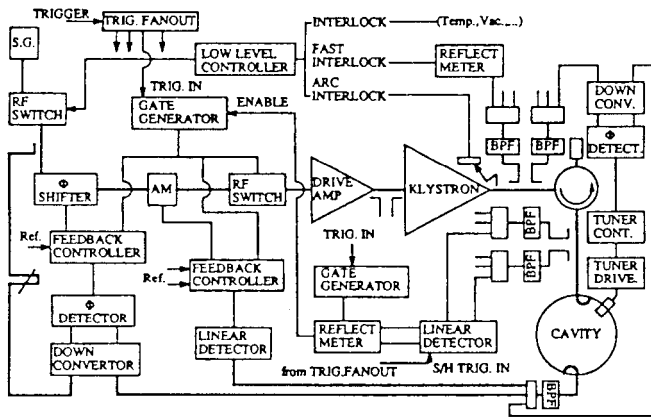 TRIGGER
TRIG. FANOUT
S.G.
INTERLOCK
(Temp., Vac.,...)
LOW LEVEL
CONTROLLER
FAST
INTERLOCK
REFLECT
METER
ARC
INTERLOCK
DOWN
CONV.
RF
SWITCH
TRIG. IN
GATE
GENERATOR
ENABLE
BPF
BPF
Φ
DETECT.
Φ
SHIFTER
AM
RF
SWITCH
DRIVE
AMP
KLYSTRON
Ref.
FEEDBACK
CONTROLLER
TRIG. IN
BPF
TUNER
CONT.
Ref.
FEEDBACK
CONTROLLER
GATE
GENERATOR
BPF
TUNER
DRIVE.
Φ
DETECTOR
LINEAR
DETECTOR
REFLECT
METER
LINEAR
DETECTOR
CAVITY
DOWN
CONVERTOR
from TRIG.FANOUT
S/H TRIG. IN
BPF